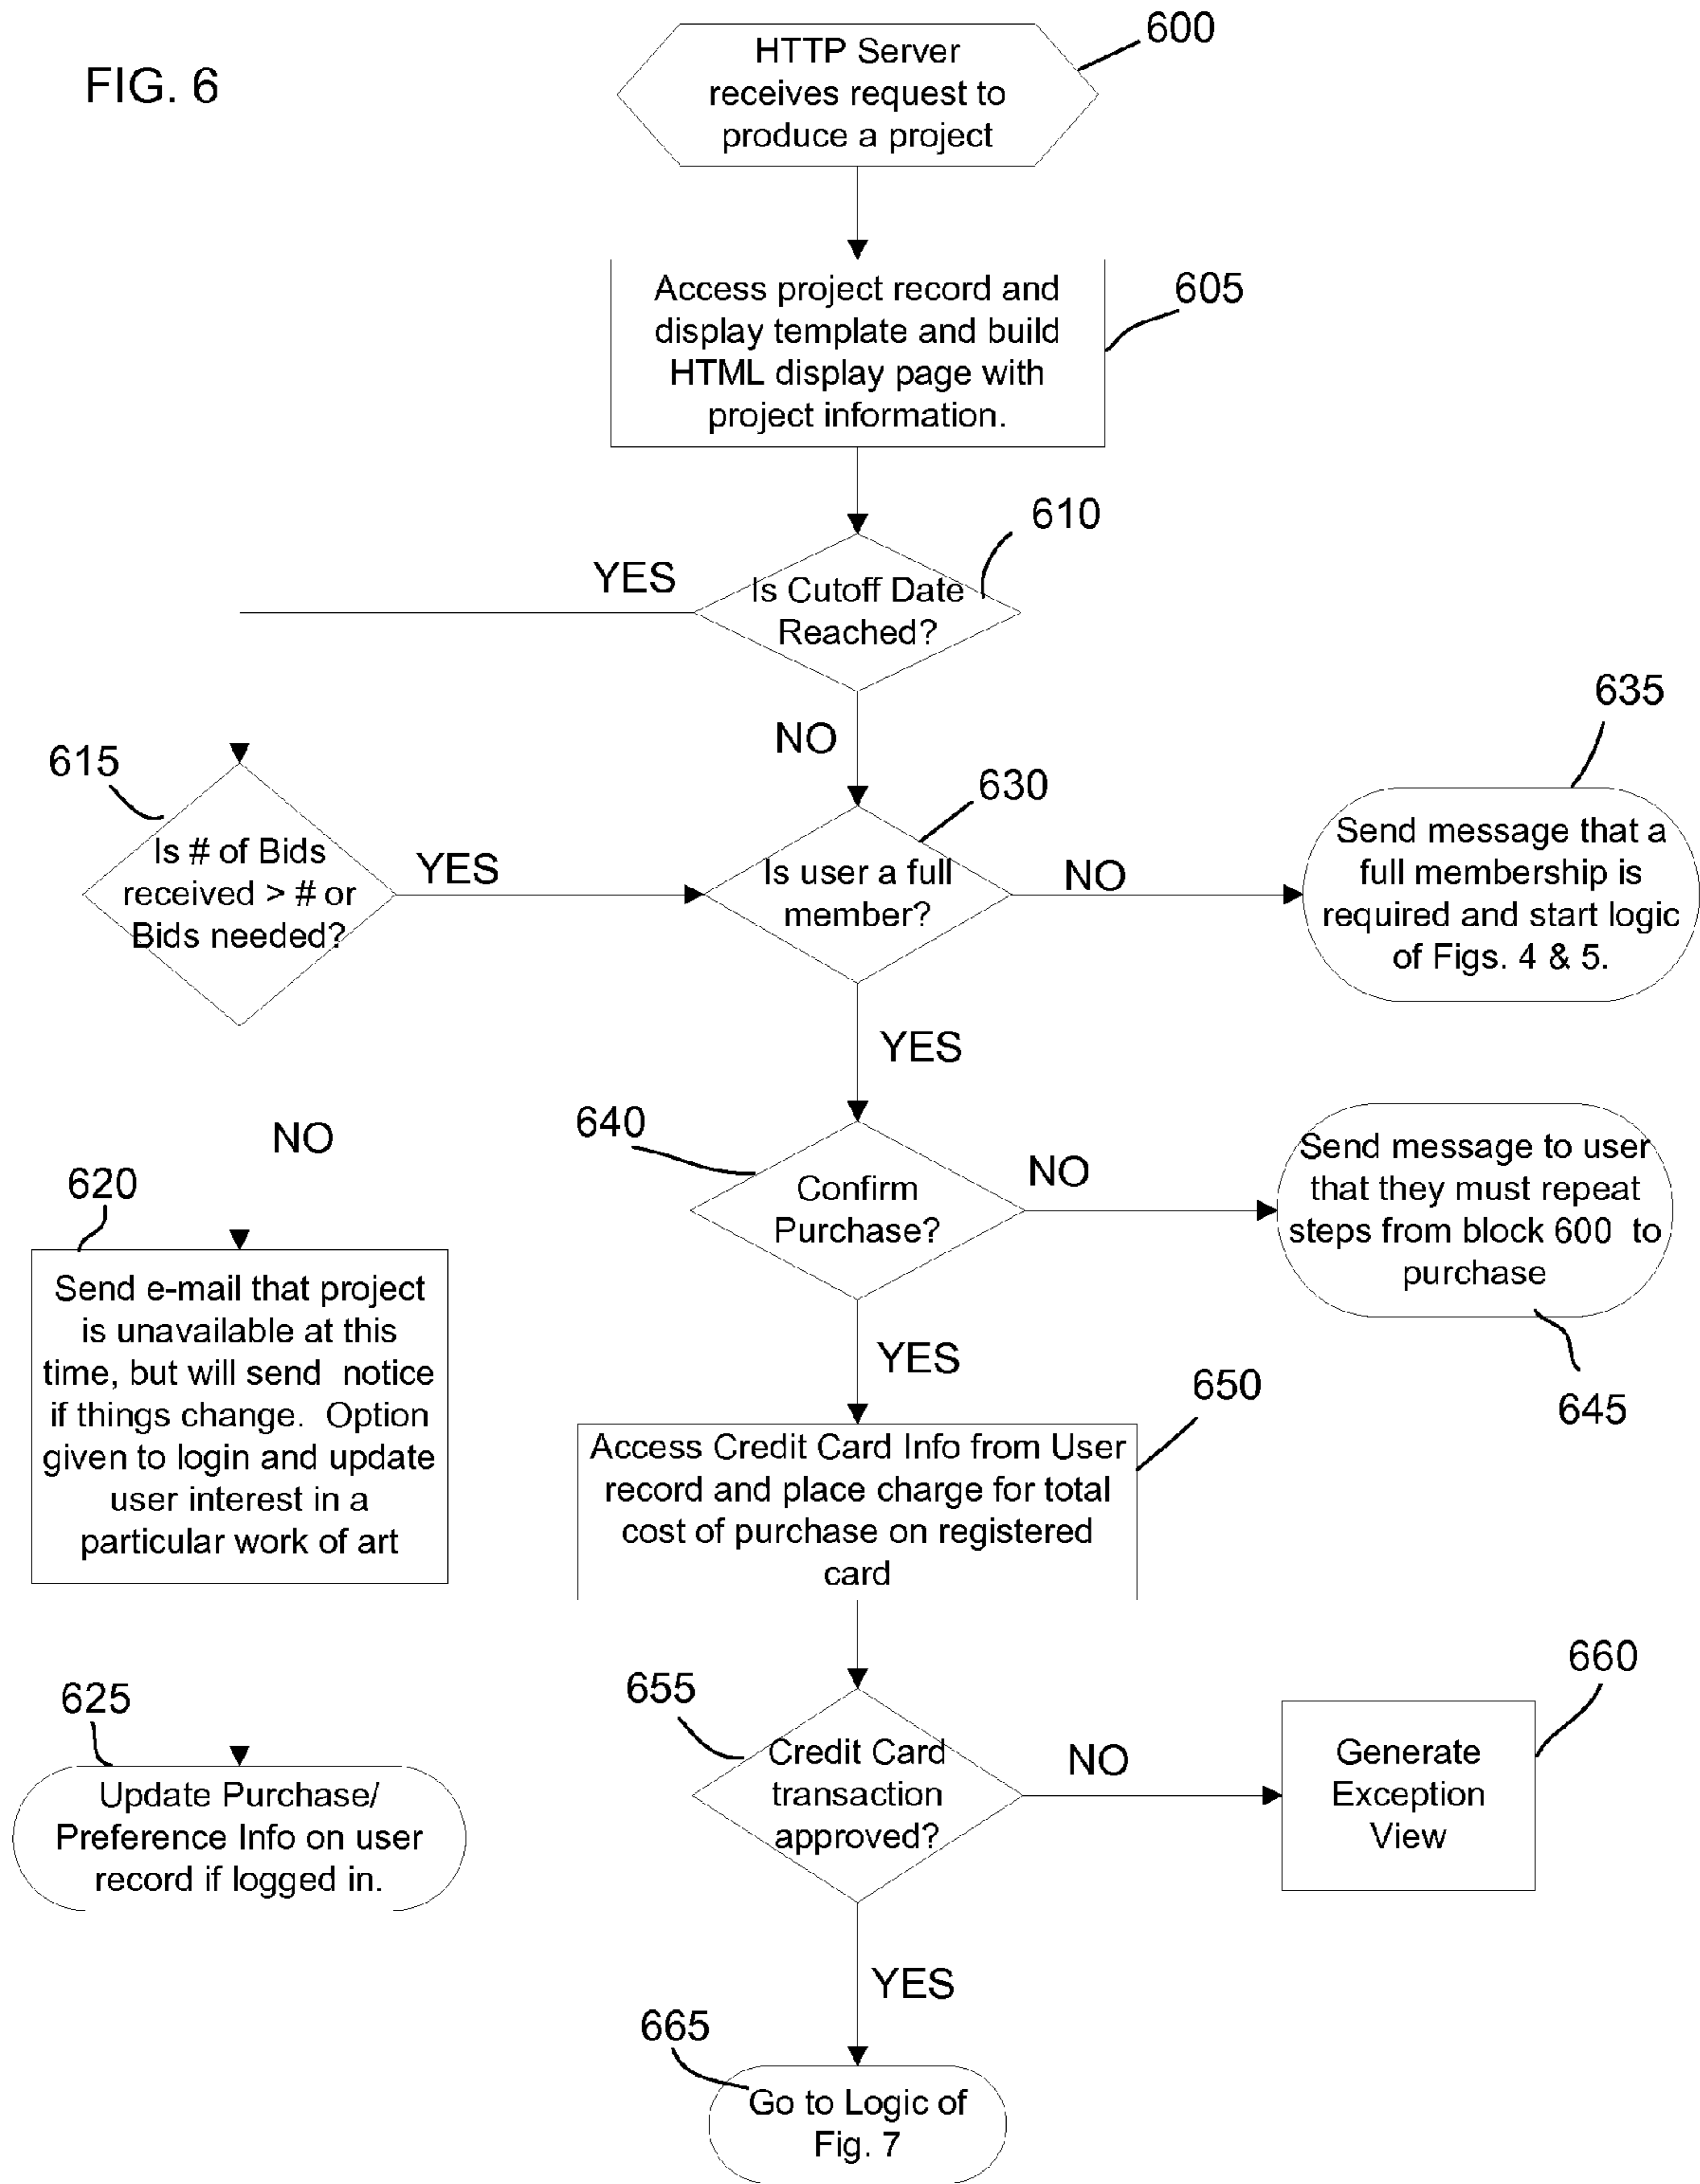 FIG. 6
600
HTTP Server
receives request to
produce a project
605
Access project record and
display template and build
HTML display page with
project information.
610
YES
Is Cutoff Date
Reached?
NO
615
Is # of Bids
received > # or
Bids needed?
YES
630
Is user a full
member?
NO
635
Send message that a
full membership is
required and start logic
of Figs. 4 & 5.
YES
NO
620
Send e-mail that project
is unavailable at this
time, but will send notice
if things change. Option
given to login and update
user interest in a
particular work of art
640
Confirm
Purchase?
NO
Send message to user
that they must repeat
steps from block 600 to
purchase
645
YES
650
Access Credit Card Info from User
record and place charge for total
cost of purchase on registered
card
625
Update Purchase/
Preference Info on user
record if logged in.
655
Credit Card
transaction
approved?
NO
660
Generate
Exception
View
YES
665
Go to Logic of
Fig. 7